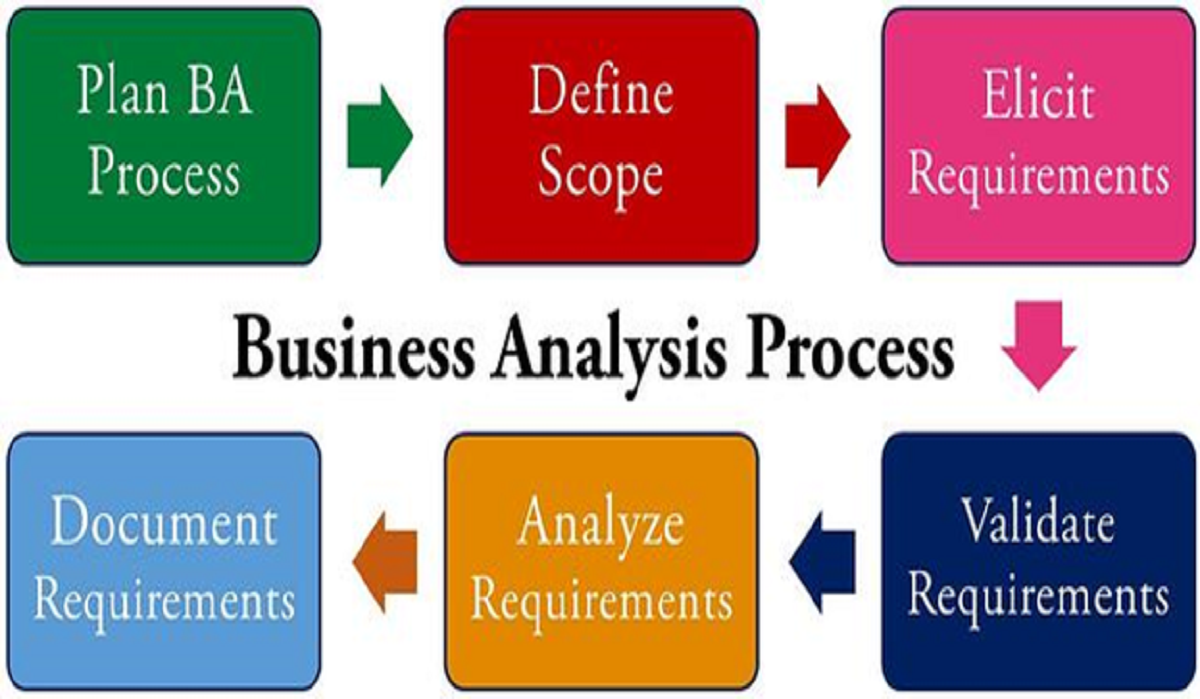 Plan BA
Process
Define
Scope
Elicit
Requirements
Business Analysis Process
Validate
Requirements
Analyze
Requirements
Document
Requirements